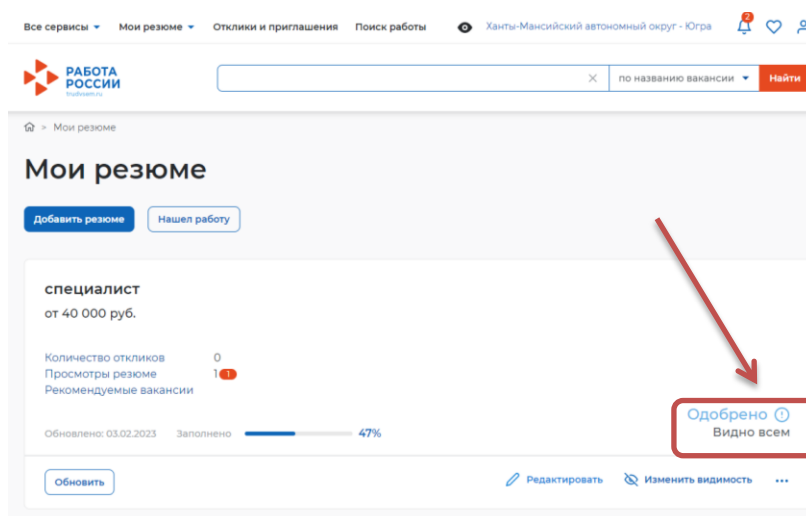 Все сервисы Мои резюме Отклики и приглашения Поиск работы Ханты-Мансийский автономный округ - Югра 2
РАБОТА
РОССИИ
trudvsem.ru
по названию вакансии Найти
> Мои резюме
Мои резюме
Добавить резюме Нашел работу
специалист
от 40 000 руб.
Количество откликов 0
Просмотры резюме 1 1
Рекомендуемые вакансии
Одобрено
Видно всем
Обновлено: 03.02.2023 Заполнено 47%
Обновить Редактировать Изменить видимость ...